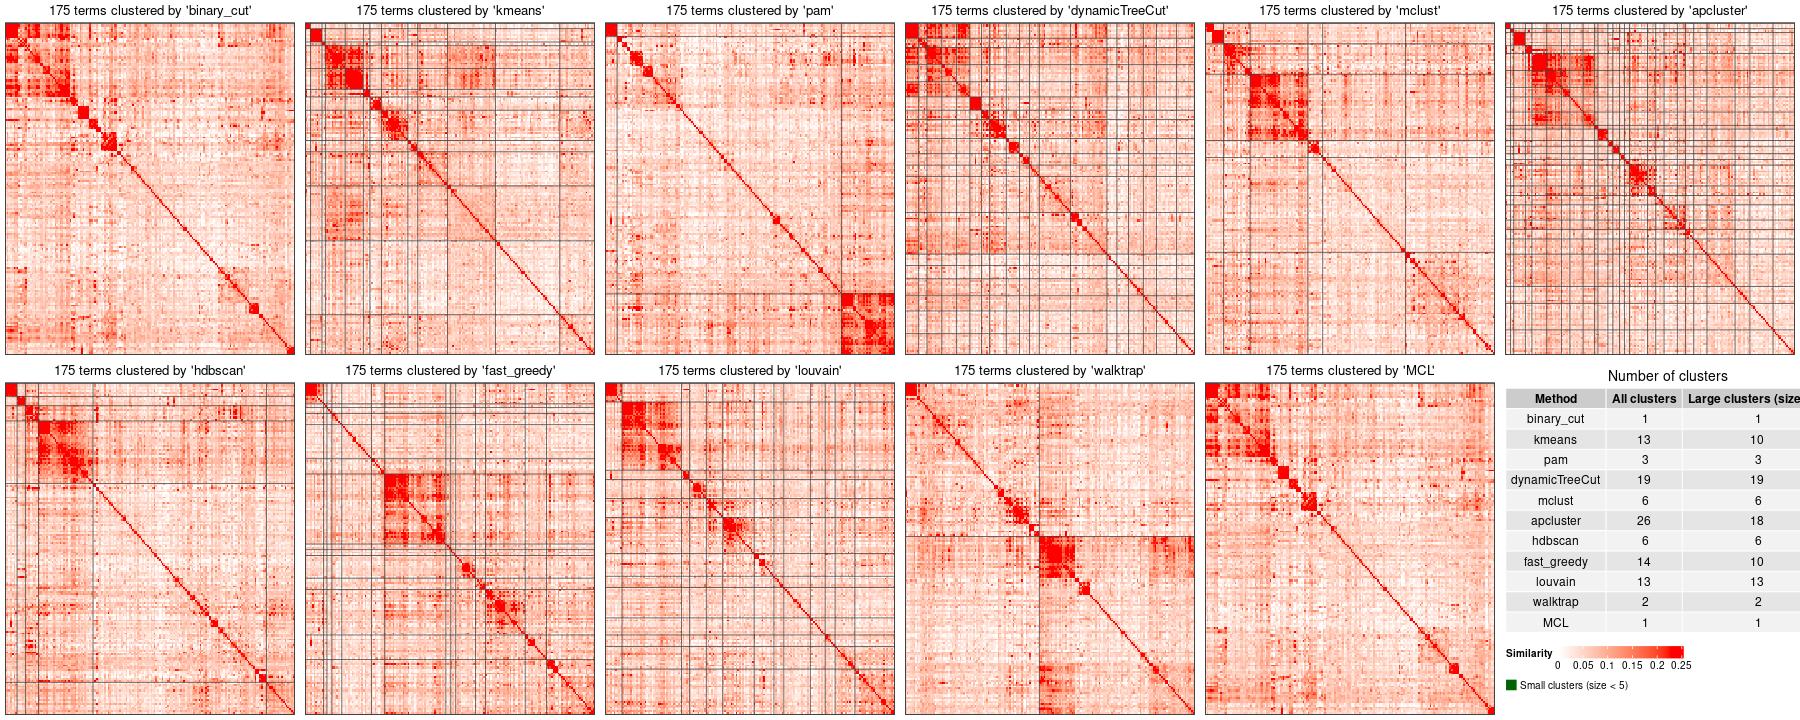 175 terms clustered by 'binary_cut'
175 terms clustered by 'kmeans'
175 terms clustered by 'pam'
175 terms clustered by 'dynamicTreeCut'
175 terms clustered by 'mclust'
175 terms clustered by 'apcluster'
175 terms clustered by 'hdbscan'
175 terms clustered by 'fast_greedy'
175 terms clustered by 'louvain'
175 terms clustered by 'walktrap'
175 terms clustered by 'MCL'
Number of clusters
Method All clusters Large clusters (size
binary_cut 1 1
kmeans 13 10
pam 3 3
dynamicTreeCut 19 19
mclust 6 6
apcluster 26 18
hdbscan 6 6
fast_greedy 14 10
louvain 13 13
walktrap 2 2
MCL 1 1
Similarity
0 0.05 0.1 0.15 0.2 0.25
Small clusters (size < 5)